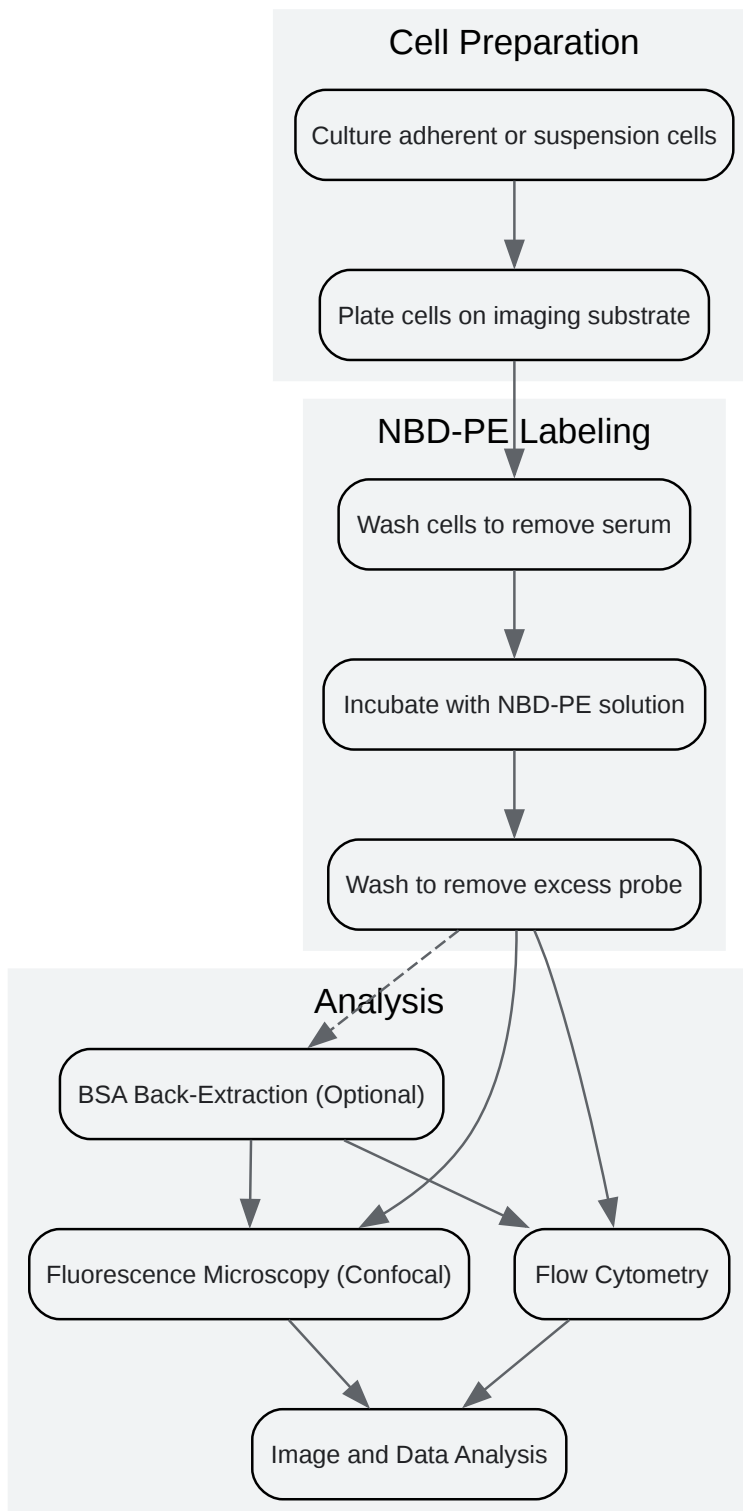 Cell Preparation
Culture adherent or suspension cells
Plate cells on imaging substrate
NBD-PE Labeling
Wash cells to remove serum
Incubate with NBD-PE solution
Wash to remove excess probe
Analysis
BSA Back-Extraction (Optional)
Fluorescence Microscopy (Confocal)
Flow Cytometry
Image and Data Analysis